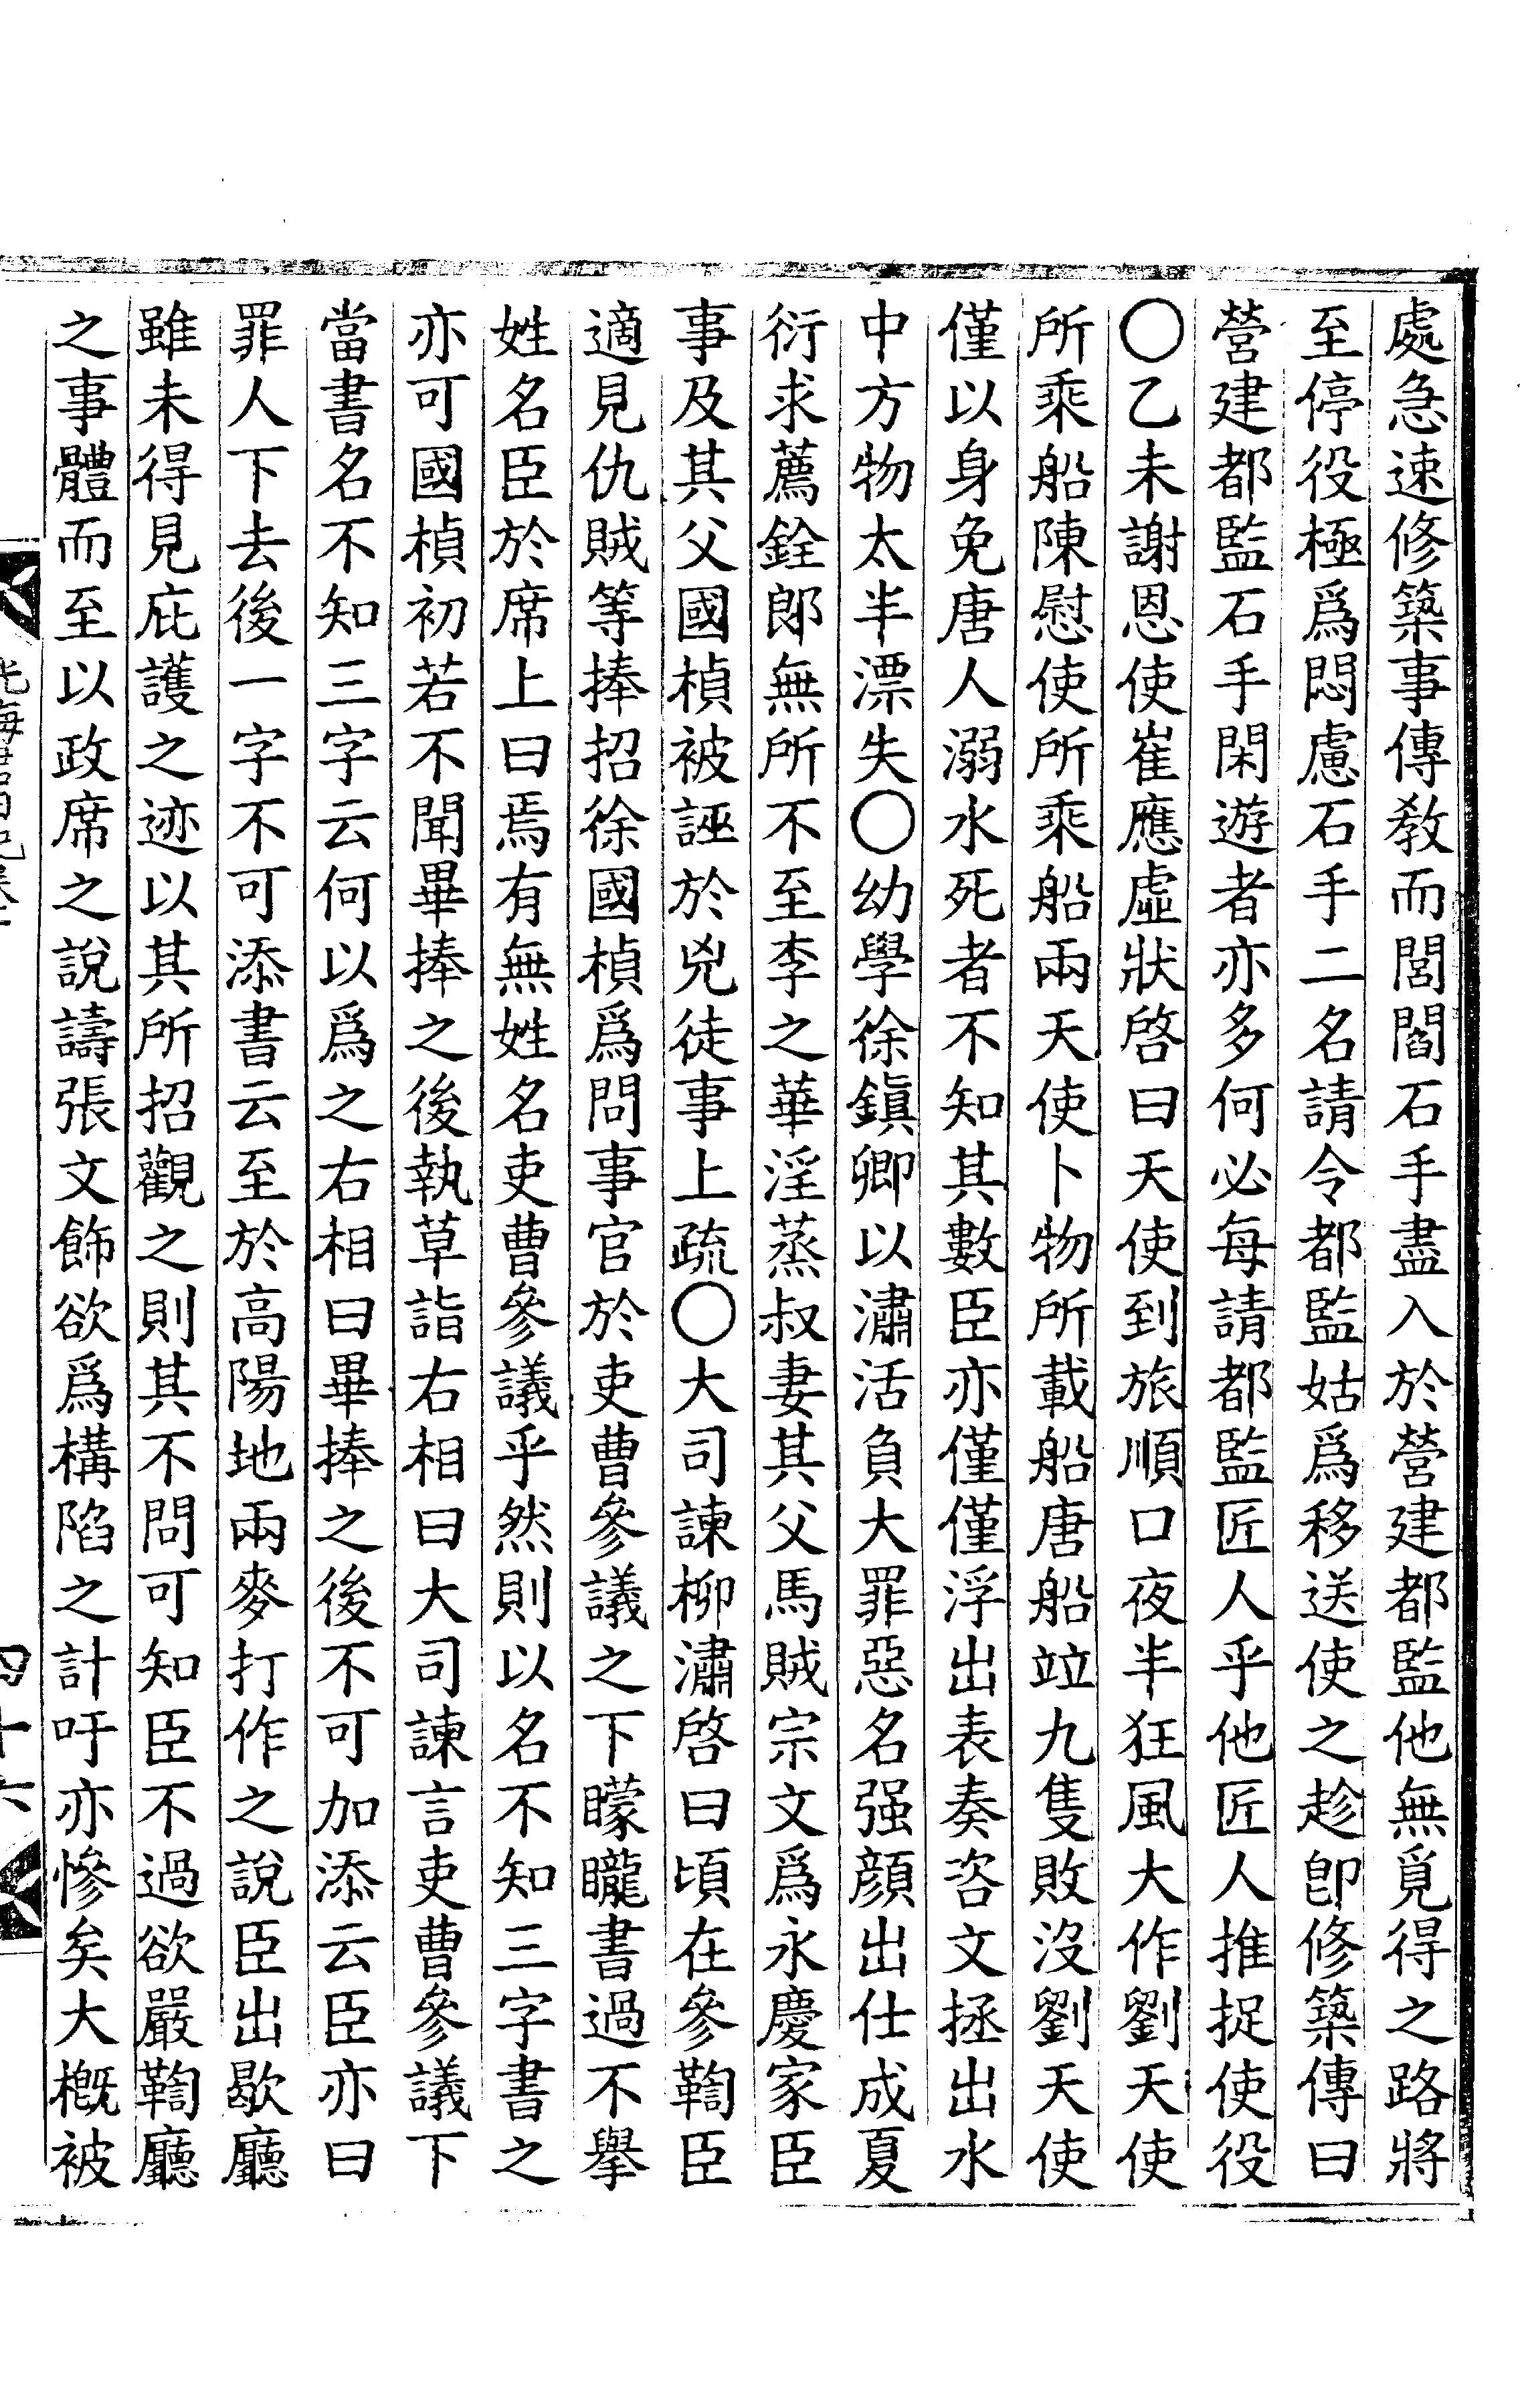 處急速修築事傳敎而閭閻石手盡入於營建都監他無覓得之路將
至停役極爲悶慮石手二名請令都監姑爲移送使之趁卽修築傳曰
營建都監石手閑遊者亦多何必每請都監匠人乎他匠人推捉使役
○乙未謝恩使崔應虛狀啓曰天使到旅順口夜半狂風大作劉天使
所乘船陳慰使所乘船兩天使卜物所載船唐船竝九隻敗沒劉天使
僅以身免唐人溺水死者不知其數臣亦僅僅浮出表奏咨文拯出水
中方物太半漂失○幼學徐鎭卿以潚活負大罪惡名强顔出仕成夏
衍求薦銓郞無所不至李之華淫蒸叔妻其父馬賊宗文爲永慶家臣
事及其父國楨被誣於兇徒事上疏○大司諫柳潚啓曰頃在參鞫臣
適見仇賊等捧招徐國楨爲問事官於吏曹參議之下矇矓書過不擧
姓名臣於席上曰焉有無姓名吏曹參議乎然則以名不知三字書之
亦可國楨初若不聞畢捧之後執草詣右相曰大司諫言吏曹參議下
當書名不知三字云何以爲之右相曰畢捧之後不可加添云臣亦曰
罪人下去後一字不可添書云至於高陽地兩麥打作之說臣出歇廳
雖未得見庇護之迹以其所招觀之則其不問可知臣不過欲嚴鞫廳
之事體而至以政席之說譸張文飾欲爲構陷之計吁亦慘矣大槪被
四十六